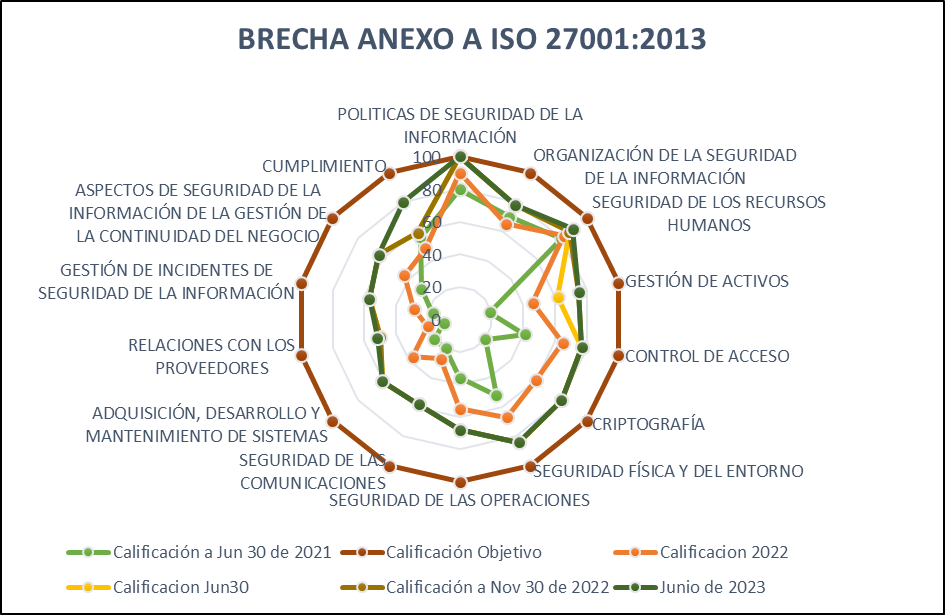 BRECHA ANEXO A ISO 27001:2013
POLITICAS DE SEGURIDAD DE LA
INFORMACIÓN
ORGANIZACIÓN DE LA SEGURIDAD
DE LA INFORMACIÓN
SEGURIDAD DE LOS RECURSOS
HUMANOS
GESTIÓN DE ACTIVOS
CONTROL DE ACCESO
CRIPTOGRAFÍA
SEGURIDAD FÍSICA Y DEL ENTORNO
SEGURIDAD DE LAS OPERACIONES
SEGURIDAD DE LAS
COMUNICACIONES
ADQUISICIÓN, DESARROLLO Y
MANTENIMIENTO DE SISTEMAS
RELACIONES CON LOS
PROVEEDORES
GESTIÓN DE INCIDENTES DE
SEGURIDAD DE LA INFORMACIÓN
ASPECTOS DE SEGURIDAD DE LA
INFORMACIÓN DE LA GESTIÓN DE
LA CONTINUIDAD DEL NEGOCIO
CUMPLIMIENTO
100
80
60
40
20
0
Calificación a Jun 30 de 2021
Calificación Objetivo
Calificacion 2022
Calificacion Jun30
Calificación a Nov 30 de 2022
Junio de 2023